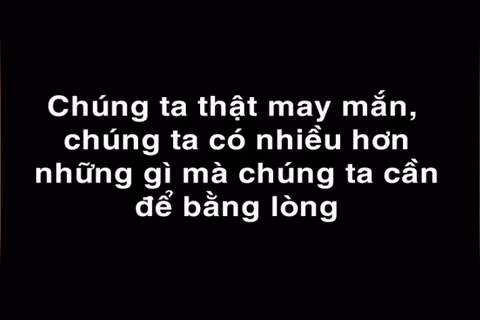 Chúng ta thật may mắn,
chúng ta có nhiều hơn
những gì mà chúng ta cần
để bằng lòng